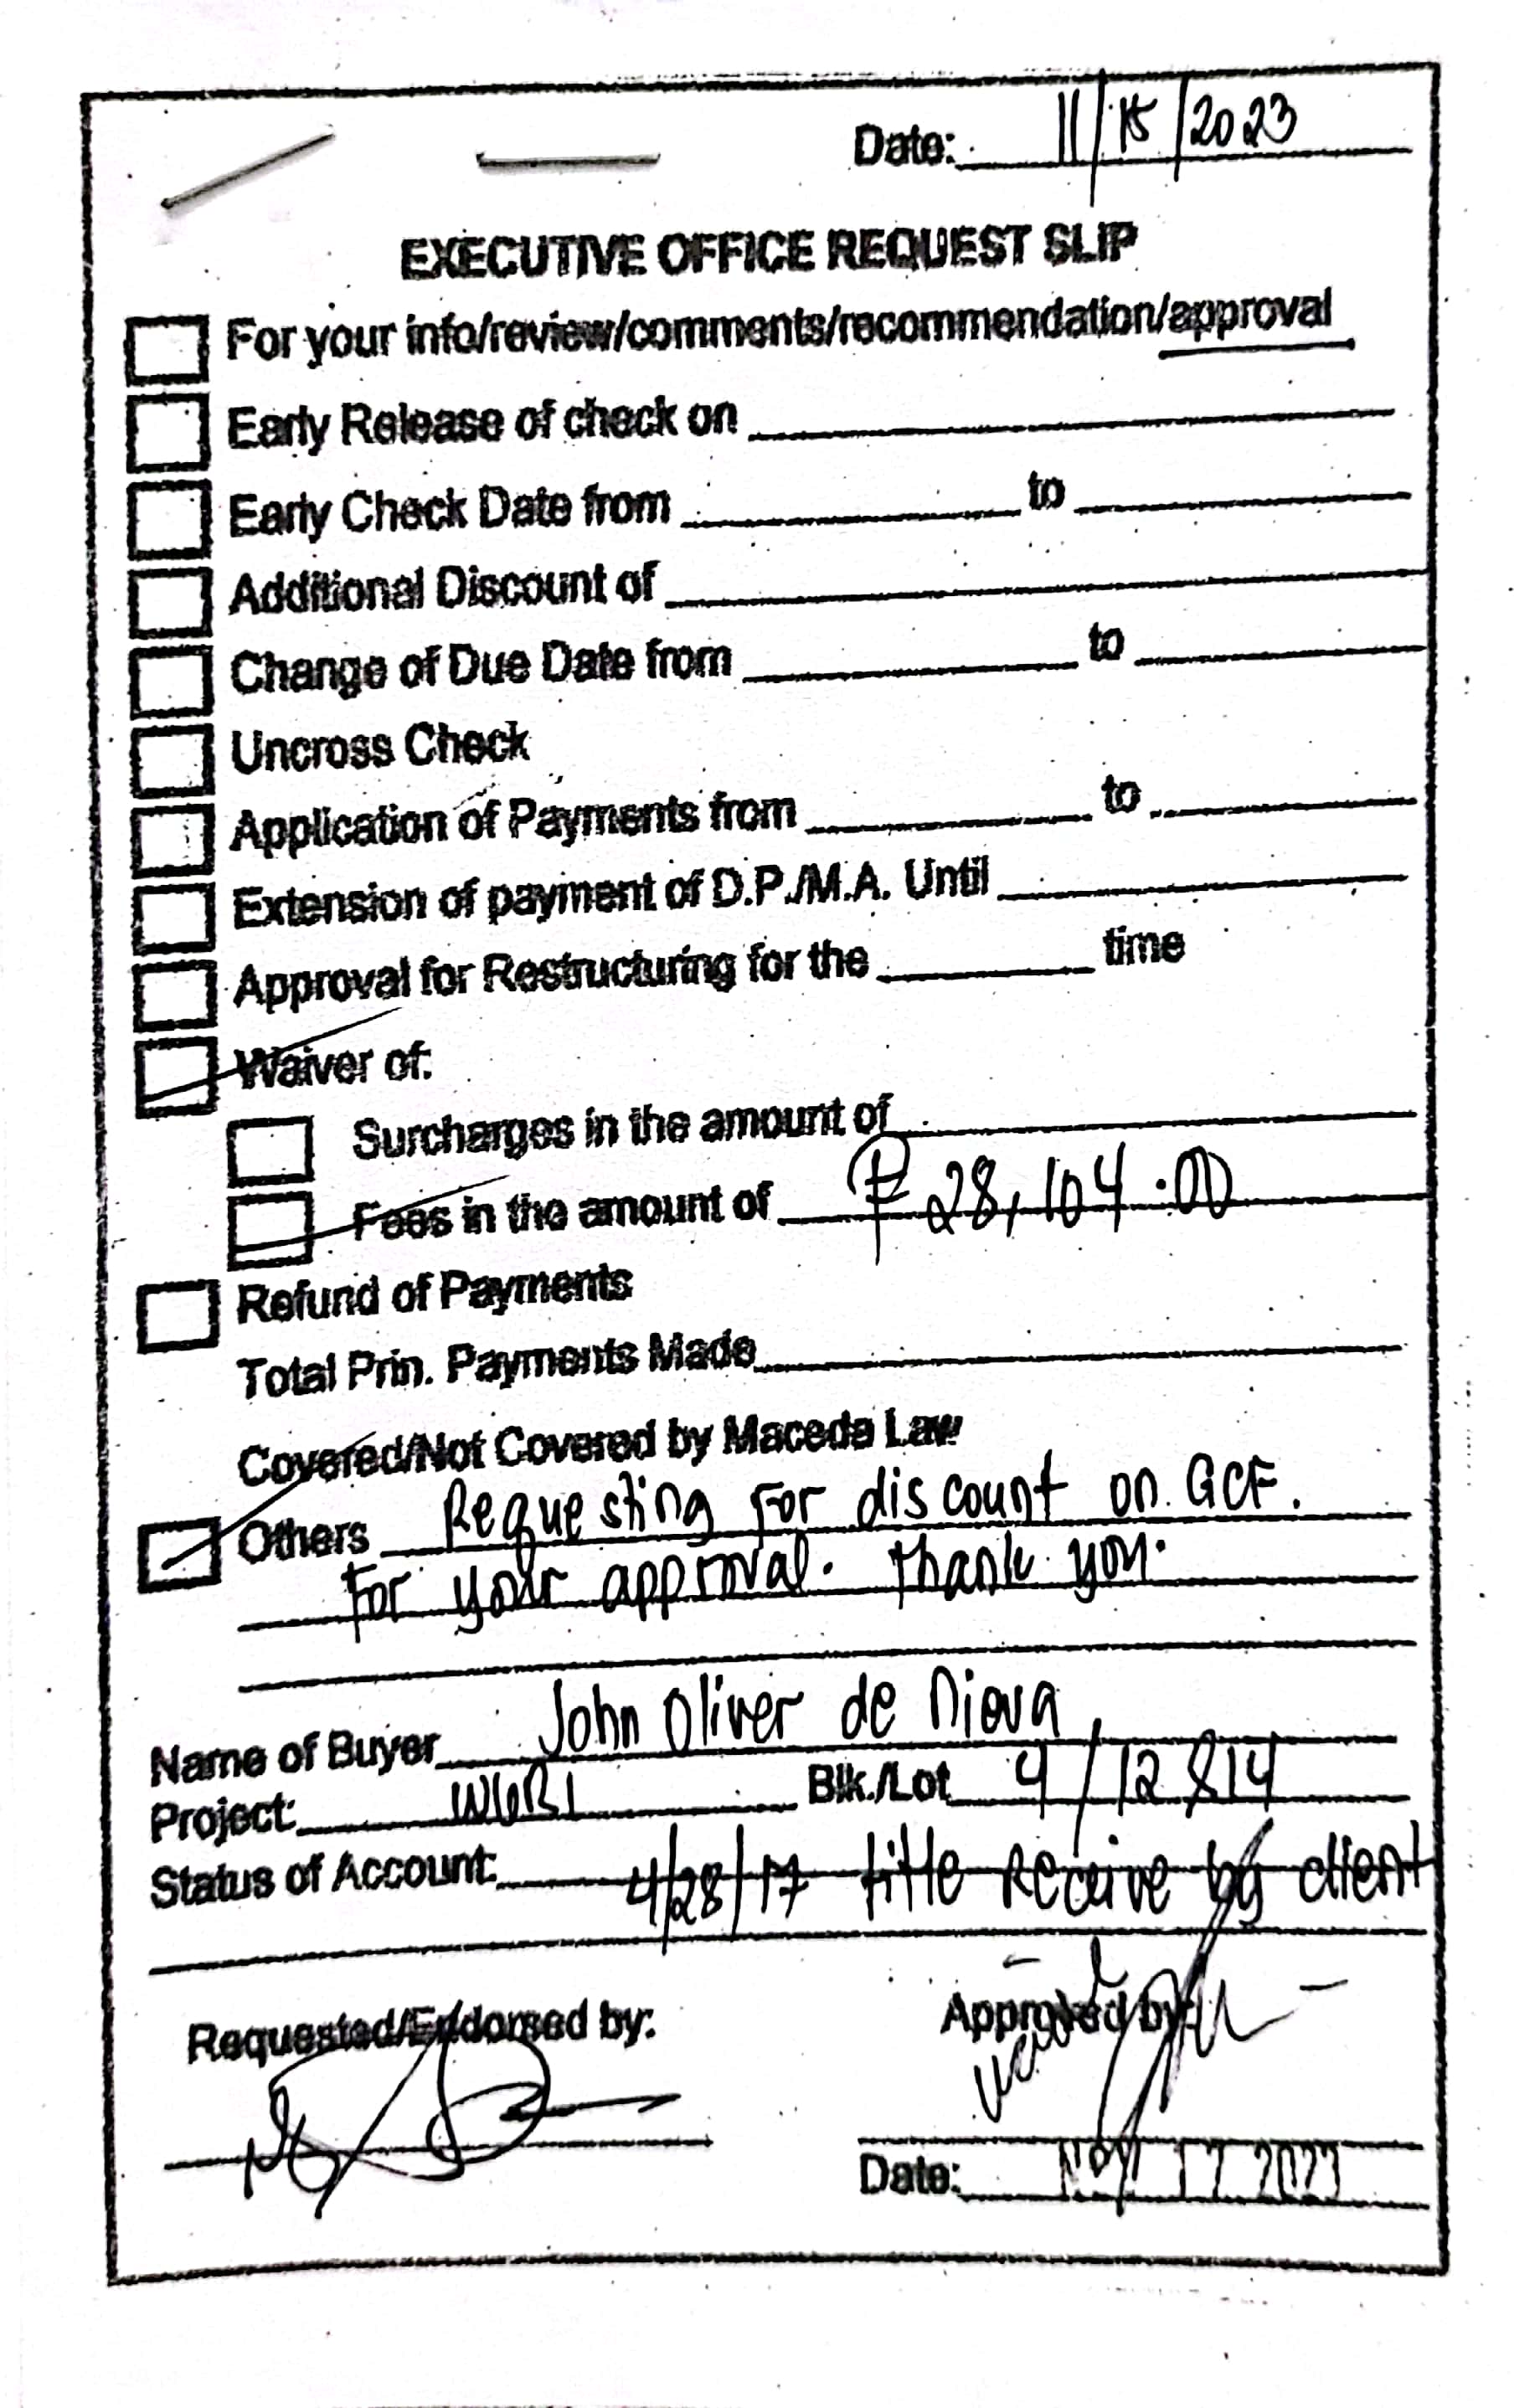 Date: 11/15/2023
EXECUTIVE OFFICE REQUEST SLIP
For your info/review/comments/recommendation/approval
Early Release of check on
Early Check Date from to
Additional Discount of
Change of Due Date from to
Uncross Check
Application of Payments from to
Extension of payment of D.P./M.A. Until
Approval for Restructuring for the time
Waiver of:
Surcharges in the amount of
Fees in the amount of ₱ 28,104.00
Refund of Payments
Total Prin. Payments Made
Covered/Not Covered by Maceda Law
Others Requesting for discount on GCF.
For your approval. Thank you.
Name of Buyer John Oliver de
Project: Blk./Lot 4/12 & 14
Status of Account: 4/28/17 title Receive by client
Requested/Endorsed by: Approved by:
Date: NOV 17 2023